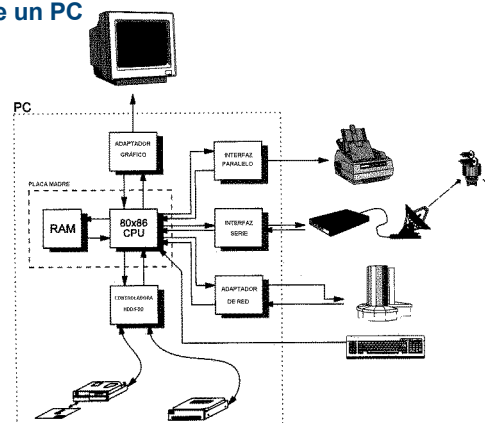 e un PC
PC
ADAPTADOR
GRÁFICO
INTERFAZ
PARALELO
PLACA MADRE
RAM
80x86
CPU
INTERFAZ
SERIE
ADAPTADOR
DE RED
CONTROLADORA
HDD/FDD